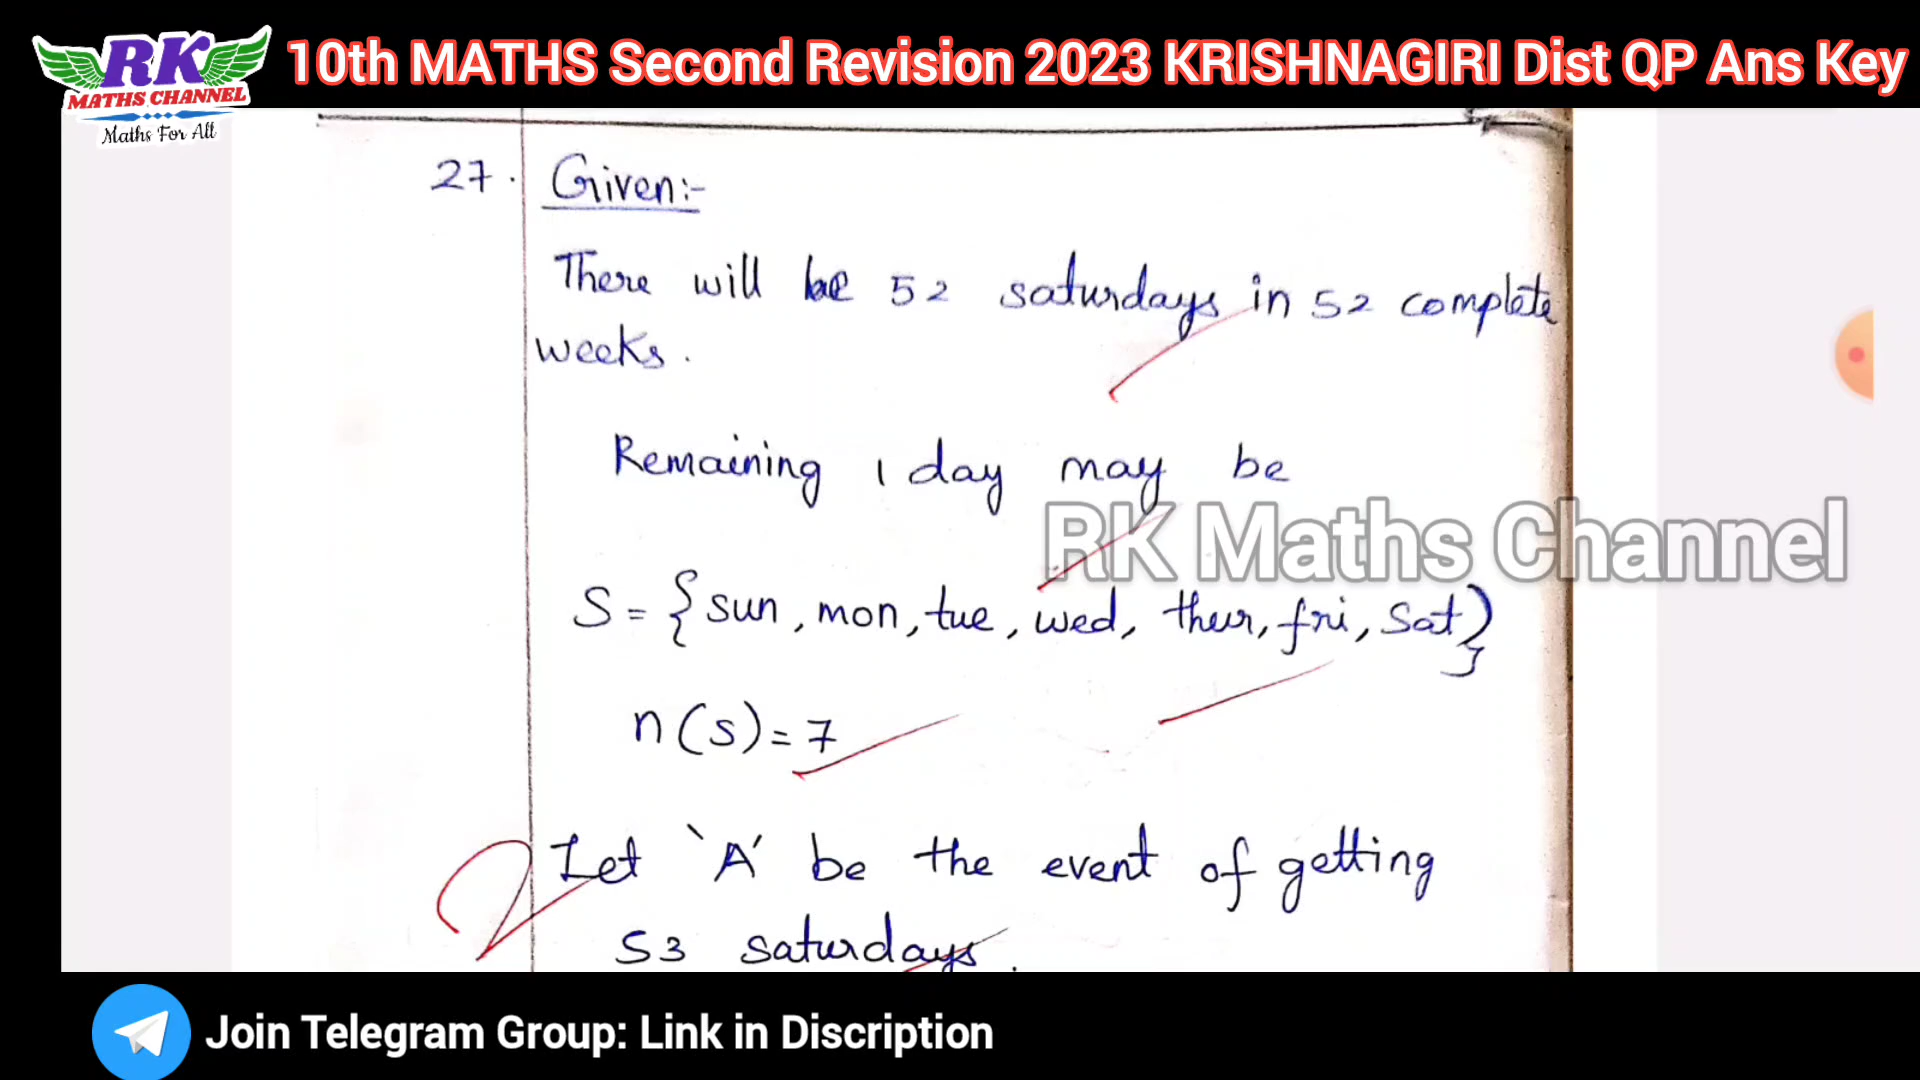 RK
MATHS CHANNEL
Maths For All
10th MATHS Second Revision 2023 KRISHNAGIRI Dist QP Ans Key
27. Given:-
There will be 52 saturdays in 52 complete
weeks.
Remaining 1 day may be
RK Maths Channel
S = {sun, mon, tue, wed, thur, fri, Sat}
n(s) = 7
Let 'A' be the event of getting
53 saturdays.
Join Telegram Group: Link in Discription